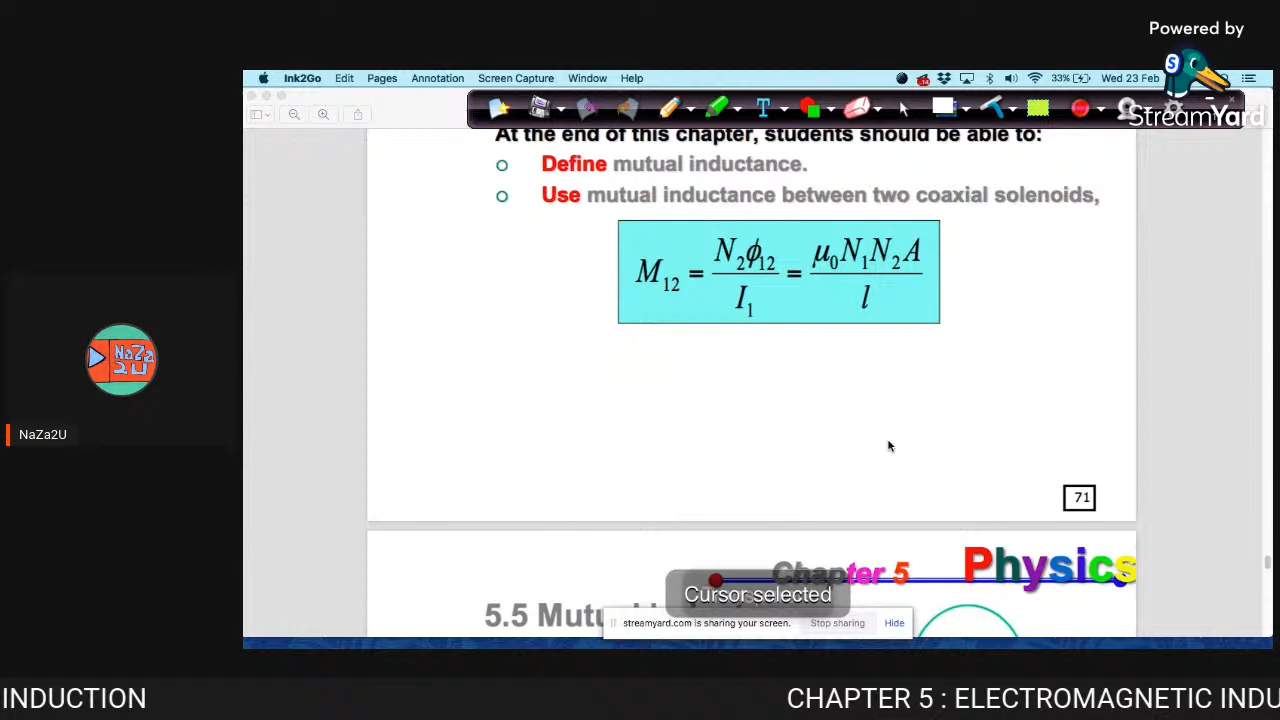 Powered by
StreamYard
Ink2Go Edit Pages Annotation Screen Capture Window Help 33% Wed 23 Feb
At the end of this chapter, students should be able to:
Define mutual inductance.
Use mutual inductance between two coaxial solenoids,
M₁₂ = N₂ϕ₁₂ / I₁ = μ₀N₁N₂A / l
71
NaZa
2U
NaZa2U
Chapter 5 Physics
Cursor selected
5.5 Mutu
streamyard.com is sharing your screen. Stop sharing Hide
INDUCTION CHAPTER 5 : ELECTROMAGNETIC INDU